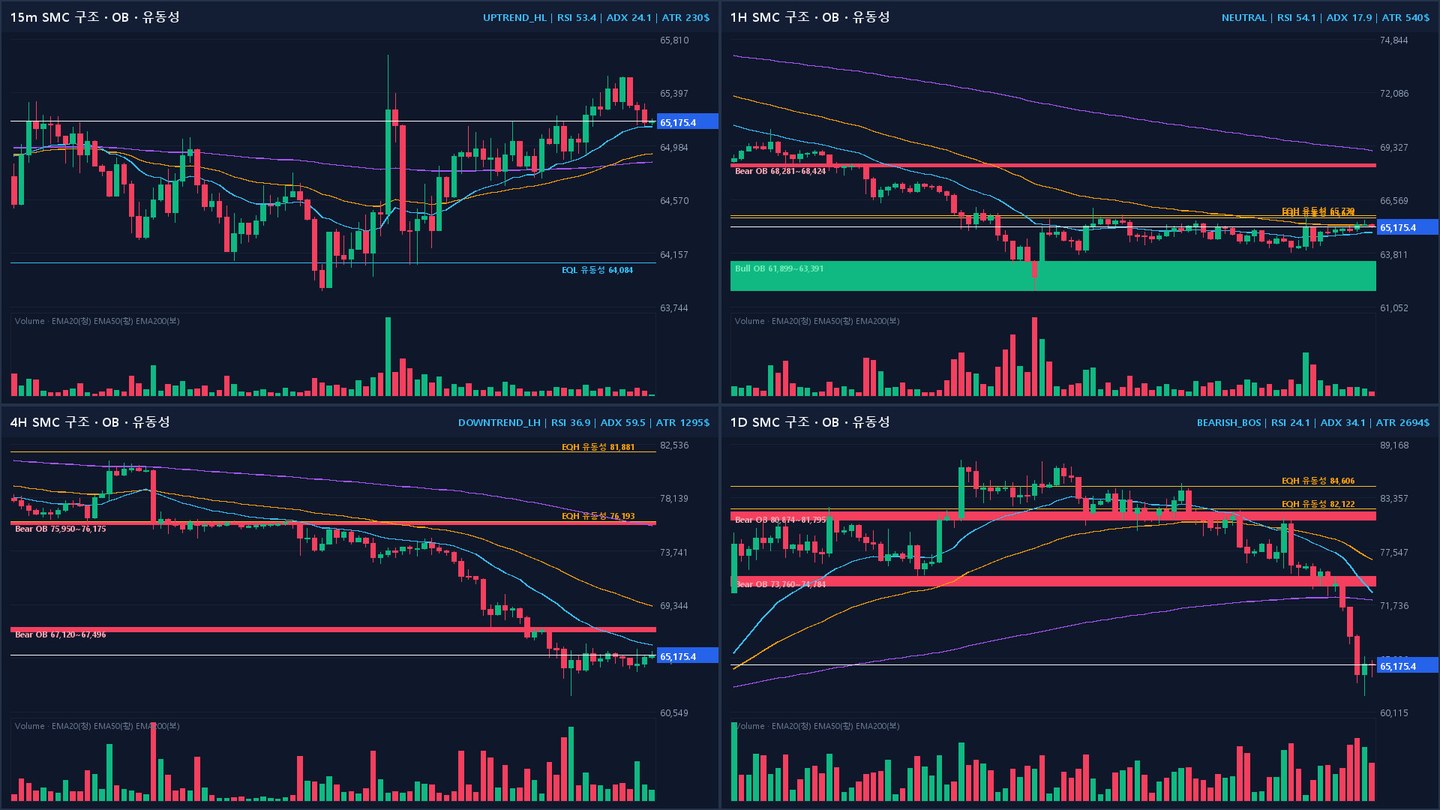 15m SMC 구조 · OB · 유동성
UPTREND_HL | RSI 53.4 | ADX 24.1 | ATR 230$
65,810
65,397
65,175.4
64,984
64,570
64,157
63,744
EQL 유동성 64,084
Volume · EMA20(청) EMA50(황) EMA200(보)
1H SMC 구조 · OB · 유동성
NEUTRAL | RSI 54.1 | ADX 17.9 | ATR 540$
74,844
72,086
69,327
66,569
65,175.4
63,811
61,052
Bear OB 68,281~68,424
EQH 유동성
Bull OB 61,899~63,391
Volume · EMA20(청) EMA50(황) EMA200(보)
4H SMC 구조 · OB · 유동성
DOWNTREND_LH | RSI 36.9 | ADX 59.5 | ATR 1295$
82,536
78,139
73,741
69,344
65,175.4
60,549
EQH 유동성 81,881
EQH 유동성 76,193
Bear OB 75,950~76,175
Bear OB 67,120~67,496
Volume · EMA20(청) EMA50(황) EMA200(보)
1D SMC 구조 · OB · 유동성
BEARISH_BOS | RSI 24.1 | ADX 34.1 | ATR 2694$
89,168
83,357
77,547
71,736
65,175.4
60,115
EQH 유동성 84,606
EQH 유동성 82,122
Bear OB 80,874~81,795
Bear OB 73,760~74,784
Volume · EMA20(청) EMA50(황) EMA200(보)